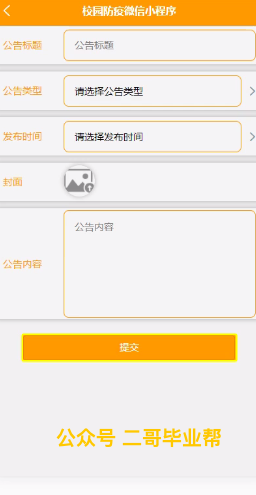 校园防疫微信小程序
公告标题 公告标题
公告类型 请选择公告类型
发布时间 请选择发布时间
封面
公告内容 公告内容
提交
公众号 二哥毕业帮